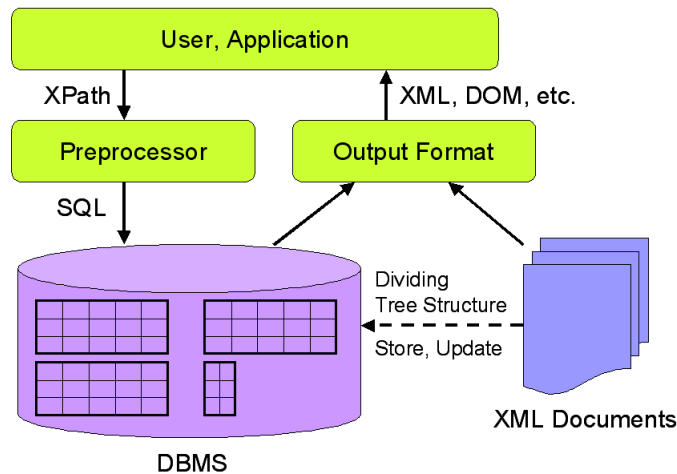 User, Application
XPath
XML, DOM, etc.
Preprocessor
Output Format
SQL
Dividing
Tree Structure
Store, Update
XML Documents
DBMS